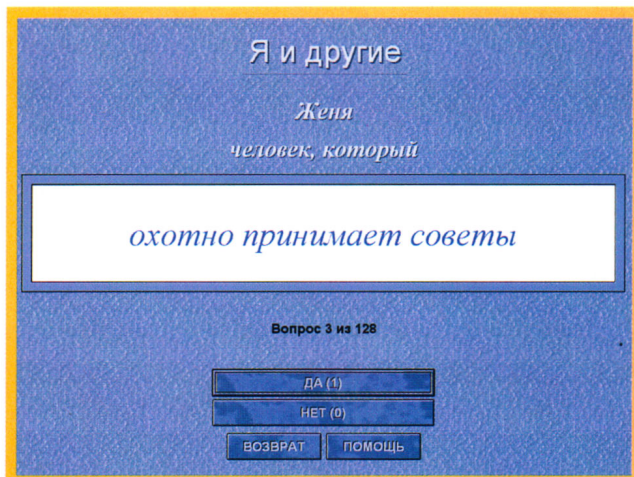 Я и другие
Женя
человек, который
охотно принимает советы
Вопрос 3 из 128
ДА (1)
НЕТ (0)
ВОЗВРАТ ПОМОЩЬ